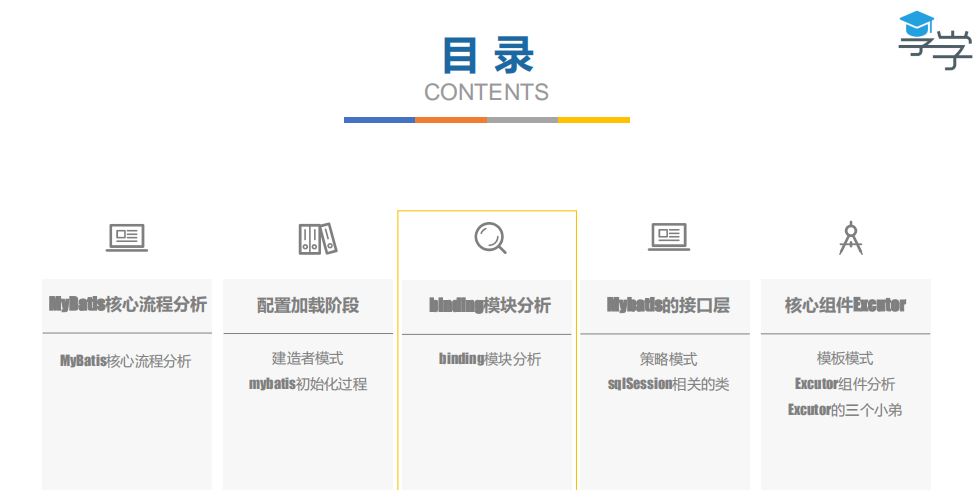 目 录
CONTENTS
享学
MyBatis核心流程分析
MyBatis核心流程分析
配置加载阶段
建造者模式
mybatis初始化过程
binding模块分析
binding模块分析
Mybatis的接口层
策略模式
sqlSession相关的类
核心组件Excutor
模板模式
Excutor组件分析
Excutor的三个小弟